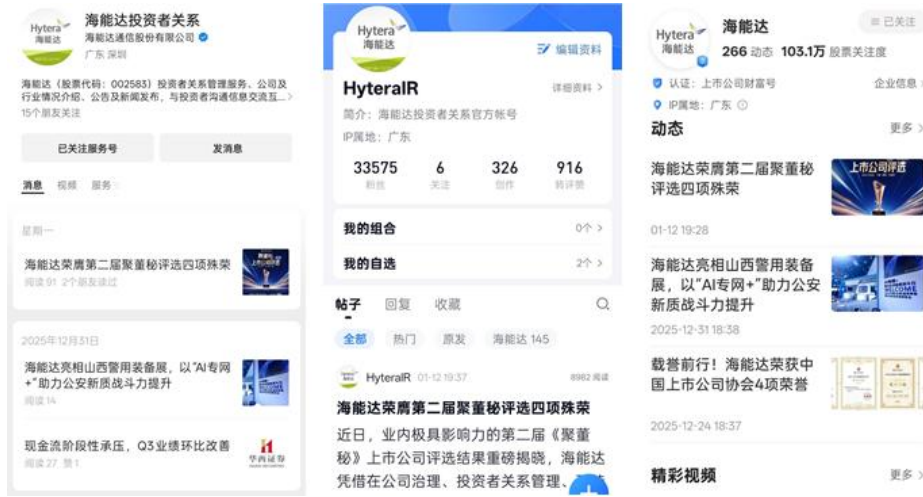 Hytera
海能达
海能达投资者关系
海能达通信股份有限公司
广东 深圳
海能达（股票代码：002583）投资者关系管理服务、公司及
行业情况介绍、公告及新闻发布，与投资者沟通信息交流互...
15个朋友关注
已关注服务号
发消息
消息 视频 服务
星期一
海能达荣膺第二届聚董秘评选四项殊荣
阅读 91 2个朋友读过
2025年12月31日
海能达亮相山西警用装备展，以“AI专网
+”助力公安新质战斗力提升
阅读 14
现金流阶段性承压，Q3业绩环比改善
阅读 27 赞 1
华西证券
Hytera
海能达
编辑资料
HyteraIR
详细资料
简介：海能达投资者关系官方帐号
IP属地：广东
33575 6 326 916
粉丝 关注 创作 转评赞
我的组合
0个
我的自选
2个
帖子 回复 收藏
全部 热门 原发 海能达 145
HyteraIR 01-12 19:37
8982 阅读
海能达荣膺第二届聚董秘评选四项殊荣
近日，业内极具影响力的第二届《聚董
秘》上市公司评选结果重磅揭晓，海能达
凭借在公司治理、投资者关系管理、
Hytera
海能达
海能达
已关注
266 动态 103.1万 股票关注度
认证：上市公司财富号
企业信息
IP属地：广东
动态
更多
海能达荣膺第二届聚董秘
评选四项殊荣
上市公司评选
01-12 19:28
海能达亮相山西警用装备
展，以“AI专网+”助力公安
新质战斗力提升
WELCOME
2025-12-31 18:38
载誉前行！海能达荣获中
国上市公司协会4项荣誉
2025-12-24 18:37
精彩视频
更多